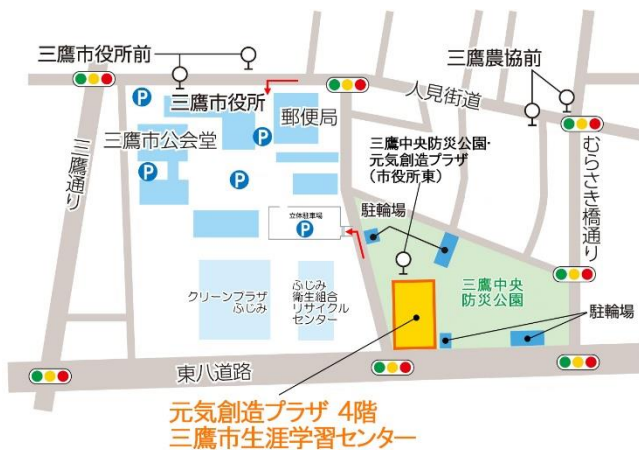 三鷹市役所前
三鷹農協前
人見街道
P
三鷹市役所
郵便局
三鷹市公会堂
P
P
P
三鷹通り
むらさき橋通り
三鷹中央防災公園・
元気創造プラザ
(市役所東)
立体駐車場
P
駐輪場
クリーンプラザ
ふじみ
ふじみ
衛生組合
リサイクル
センター
三鷹中央
防災公園
駐輪場
東八道路
元気創造プラザ 4階
三鷹市生涯学習センター